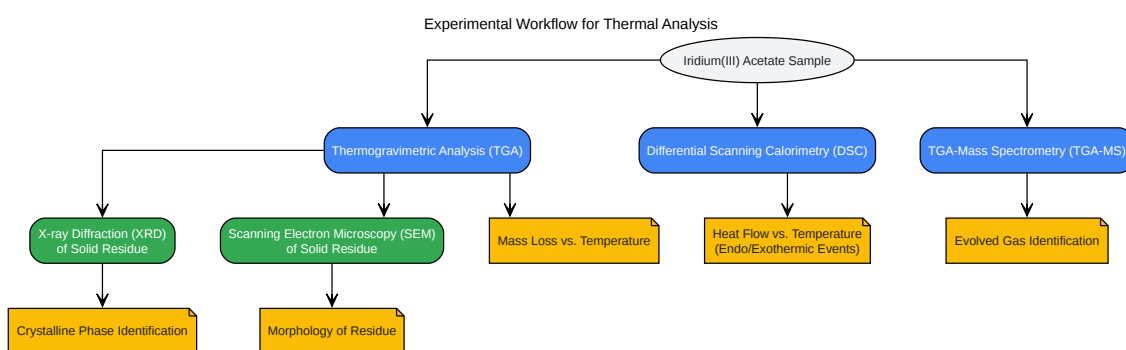 Experimental Workflow for Thermal Analysis
Iridium(III) Acetate Sample
Thermogravimetric Analysis (TGA)
Differential Scanning Calorimetry (DSC)
TGA-Mass Spectrometry (TGA-MS)
X-ray Diffraction (XRD)
of Solid Residue
Scanning Electron Microscopy (SEM)
of Solid Residue
Mass Loss vs. Temperature
Heat Flow vs. Temperature
(Endo/Exothermic Events)
Evolved Gas Identification
Crystalline Phase Identification
Morphology of Residue